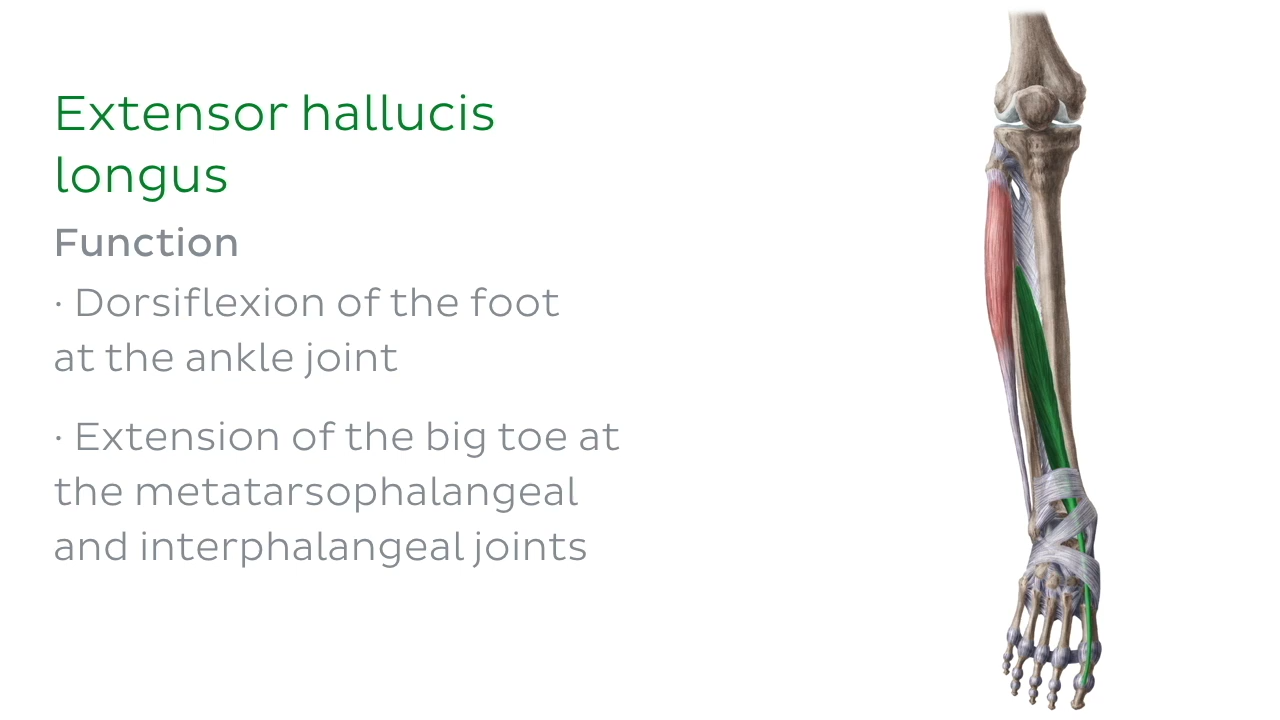 Extensor hallucis
longus
Function
· Dorsiflexion of the foot
at the ankle joint
· Extension of the big toe at
the metatarsophalangeal
and interphalangeal joints